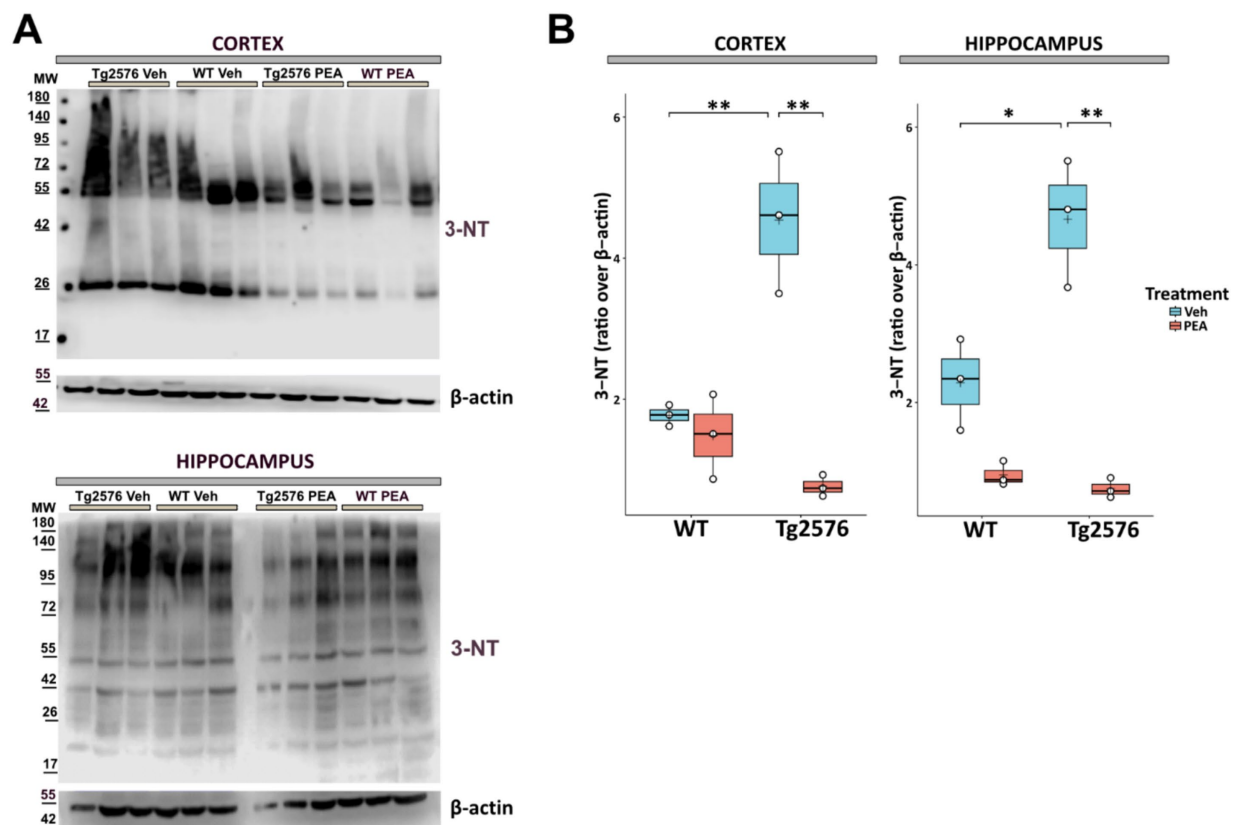 A
CORTEX
Tg2576 Veh WT Veh Tg2576 PEA WT PEA
MW
180
140
95
72
55
42
26
17
3-NT
55
42
β-actin
HIPPOCAMPUS
Tg2576 Veh WT Veh Tg2576 PEA WT PEA
MW
180
140
95
72
55
42
26
17
3-NT
55
42
β-actin
B
CORTEX
3−NT (ratio over β−actin)
6
4
2
** **
WT Tg2576
HIPPOCAMPUS
3−NT (ratio over β−actin)
6
4
2
* **
WT Tg2576
Treatment
Veh
PEA